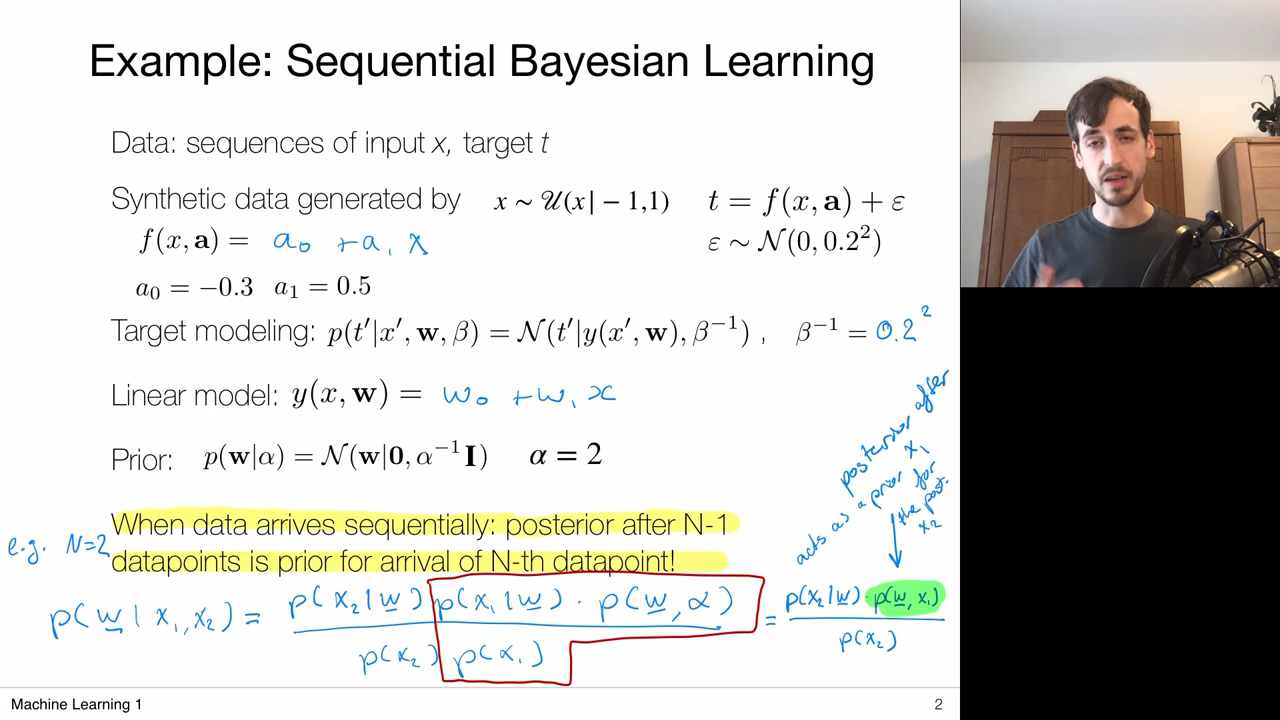 Example: Sequential Bayesian Learning
Data: sequences of input x, target t
Synthetic data generated by x ~ 𝒰(x| − 1,1) t = f(x, a) + ε
f(x, a) = a₀ + a₁ x ε ∼ 𝒩(0, 0.2²)
a₀ = −0.3 a₁ = 0.5
Target modeling: p(t′|x′, w, β) = 𝒩(t′|y(x′, w), β⁻¹) , β⁻¹ = 0.2²
Linear model: y(x, w) = w₀ + w₁ x
Prior: p(w|α) = 𝒩(w|0, α⁻¹I) α = 2
posterior after
x₁
acts as a prior for
the post.
x₂
When data arrives sequentially: posterior after N-1
e.g. N=2
datapoints is prior for arrival of N-th datapoint!
p(w | x₁, x₂) = p(x₂|w) p(x₁|w) · p(w, α) / p(x₂) p(x₁) = p(x₂|w) · p(w, x₁) / p(x₂)
Machine Learning 1 2